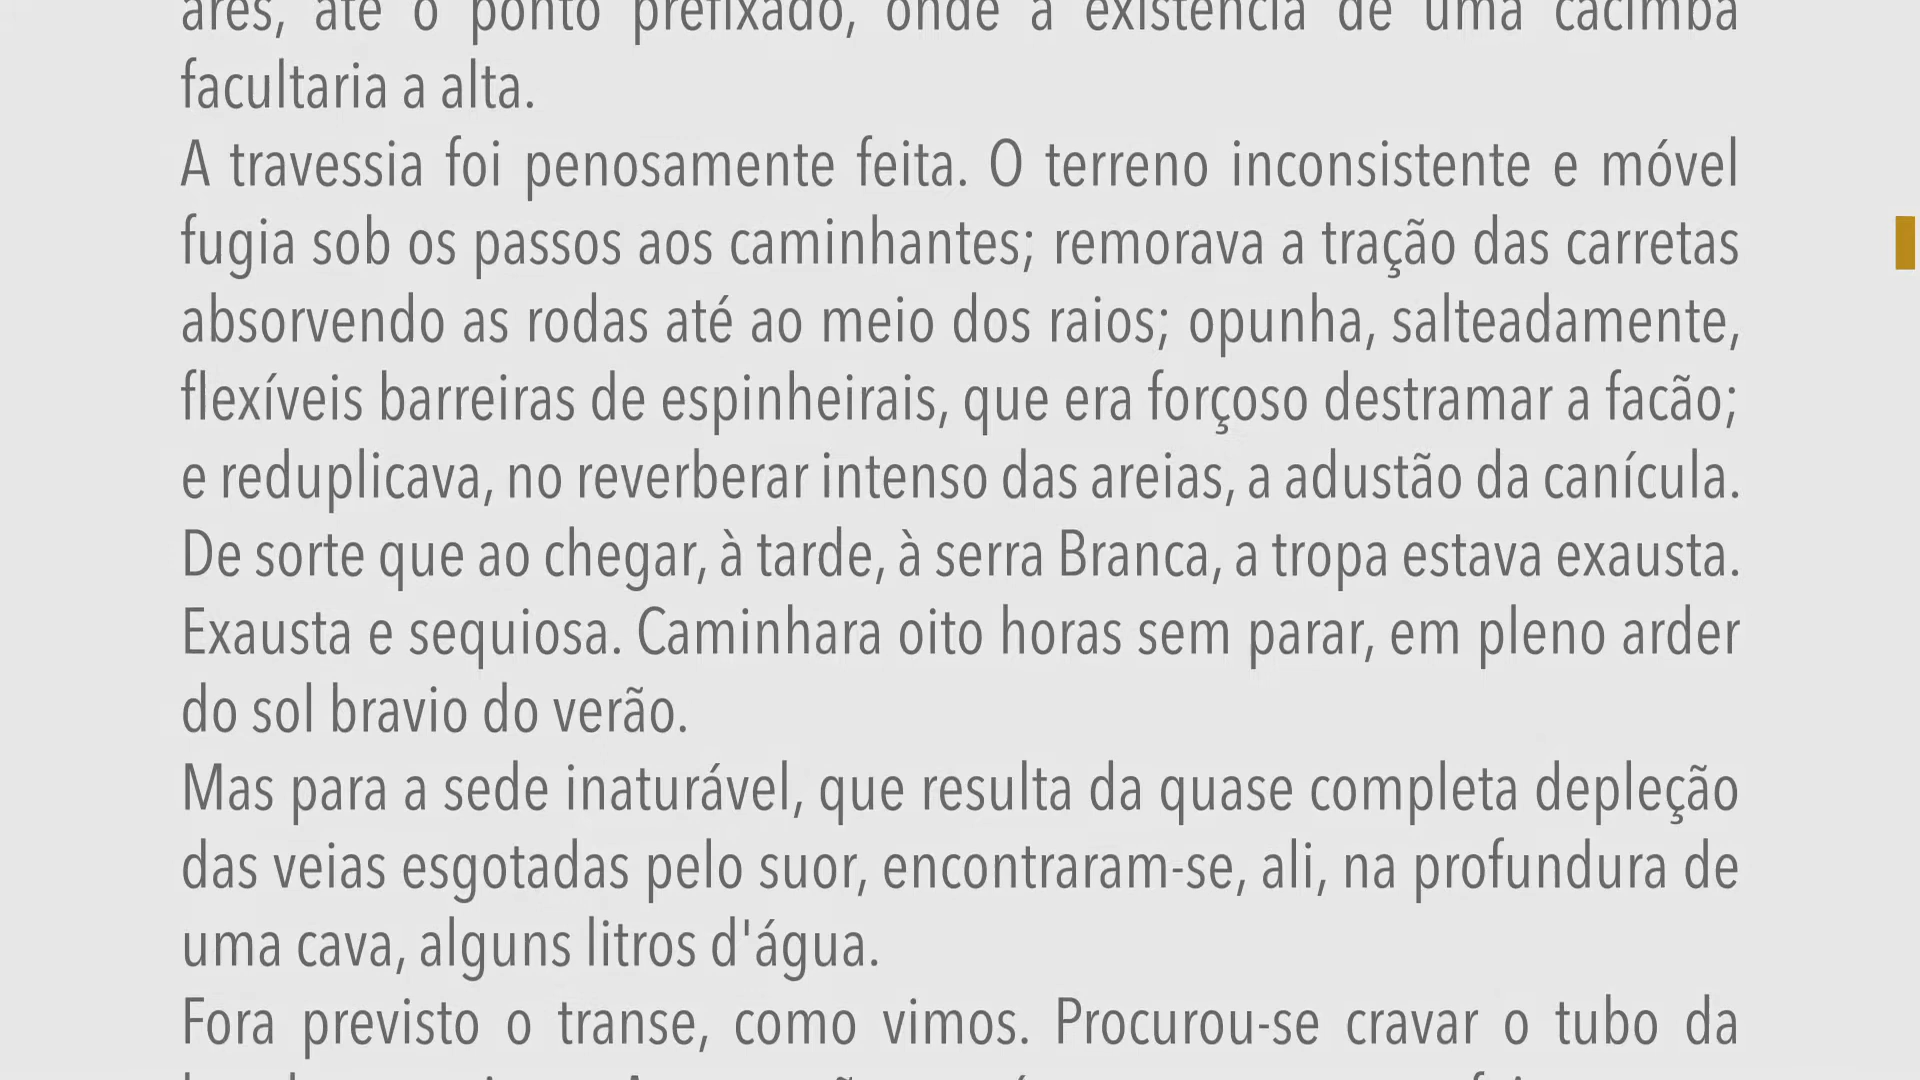 ares, até o ponto prefixado, onde a existência de uma cacimba
facultaria a alta.
A travessia foi penosamente feita. O terreno inconsistente e móvel
fugia sob os passos aos caminhantes; remorava a tração das carretas
absorvendo as rodas até ao meio dos raios; opunha, salteadamente,
flexíveis barreiras de espinheirais, que era forçoso destramar a facão;
e reduplicava, no reverberar intenso das areias, a adustão da canícula.
De sorte que ao chegar, à tarde, à serra Branca, a tropa estava exausta.
Exausta e sequiosa. Caminhara oito horas sem parar, em pleno arder
do sol bravio do verão.
Mas para a sede inaturável, que resulta da quase completa depleção
das veias esgotadas pelo suor, encontraram-se, ali, na profundura de
uma cava, alguns litros d'água.
Fora previsto o transe, como vimos. Procurou-se cravar o tubo da